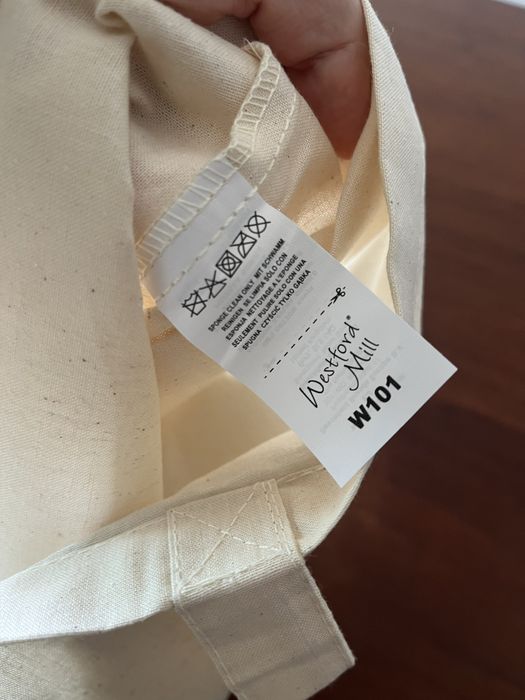 SPONGE CLEAN ONLY. MIT SCHWAMM
REINIGEN. SE LIMPIA SÓLO CON
ESPONJA. NETTOYAGE A L'ÉPONGE
SEULEMENT. PULIRE SOLO CON UNA
SPUGNA. CZYŚCIĆ TYLKO GĄBKĄ
Westford®
Mill
W101